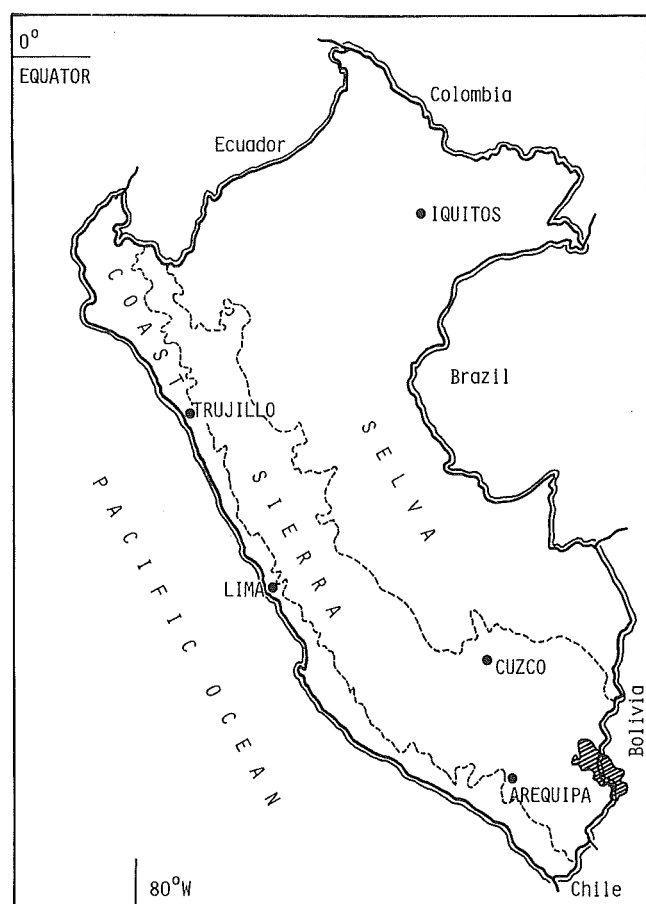 0°
EQUATOR
Colombia
Ecuador
IQUITOS
COAST
Brazil
TRUJILLO
SELVA
SIERRA
PACIFIC OCEAN
LIMA
CUZCO
Bolivia
AREQUIPA
80°W
Chile